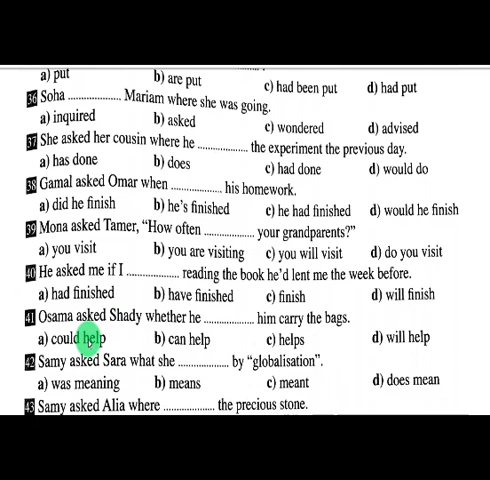 a) put b) are put c) had been put d) had put
36 Soha .................... Mariam where she was going.
a) inquired b) asked c) wondered d) advised
37 She asked her cousin where he .................. the experiment the previous day.
a) has done b) does c) had done d) would do
38 Gamal asked Omar when .................. his homework.
a) did he finish b) he's finished c) he had finished d) would he finish
39 Mona asked Tamer, “How often .................. your grandparents?”
a) you visit b) you are visiting c) you will visit d) do you visit
40 He asked me if I .................. reading the book he'd lent me the week before.
a) had finished b) have finished c) finish d) will finish
41 Osama asked Shady whether he .................. him carry the bags.
a) could help b) can help c) helps d) will help
42 Samy asked Sara what she .................. by “globalisation”.
a) was meaning b) means c) meant d) does mean
43 Samy asked Alia where .................. the precious stone.